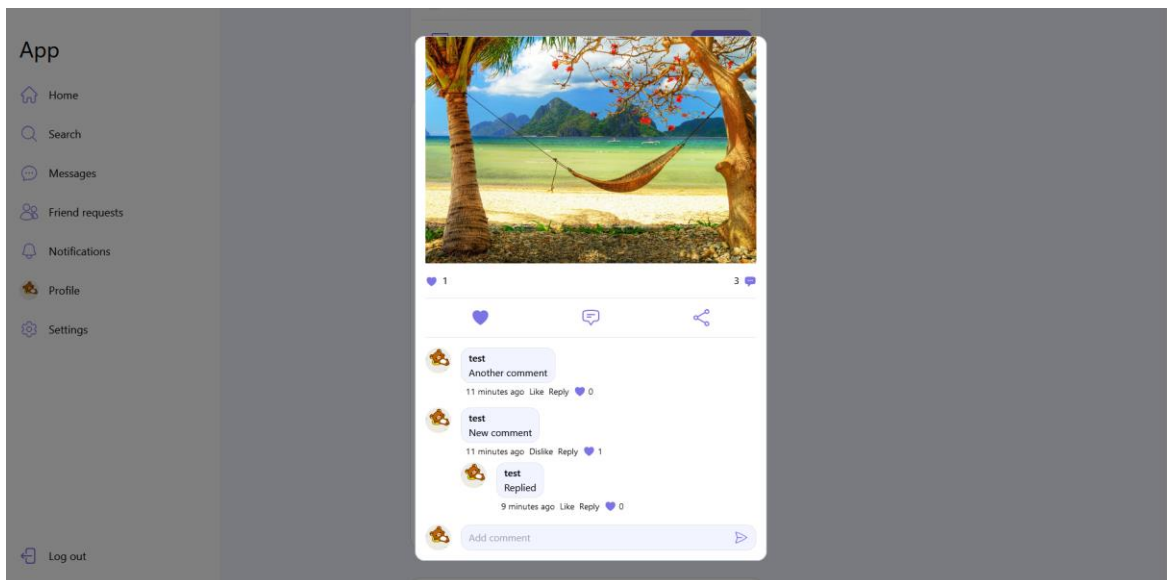 App
Home
Search
Messages
Friend requests
Notifications
Profile
Settings
Log out
1
3
test
Another comment
11 minutes ago Like Reply 0
test
New comment
11 minutes ago Dislike Reply 1
test
Replied
9 minutes ago Like Reply 0
Add comment